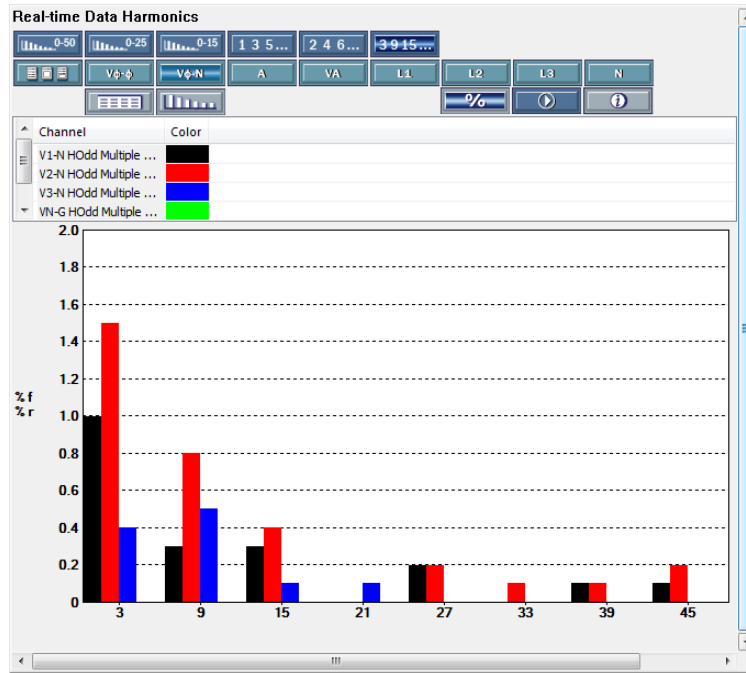 Real-time Data Harmonics
0-50 0-25 0-15 1 3 5... 2 4 6... 3 9 15...
Vϕ-ϕ Vϕ-N A VA L1 L2 L3 N
%
Channel Color
V1-N HOdd Multiple ...
V2-N HOdd Multiple ...
V3-N HOdd Multiple ...
VN-G HOdd Multiple ...
2.0
1.8
1.6
1.4
1.2
% f
% r
1.0
0.8
0.6
0.4
0.2
0
3 9 15 21 27 33 39 45